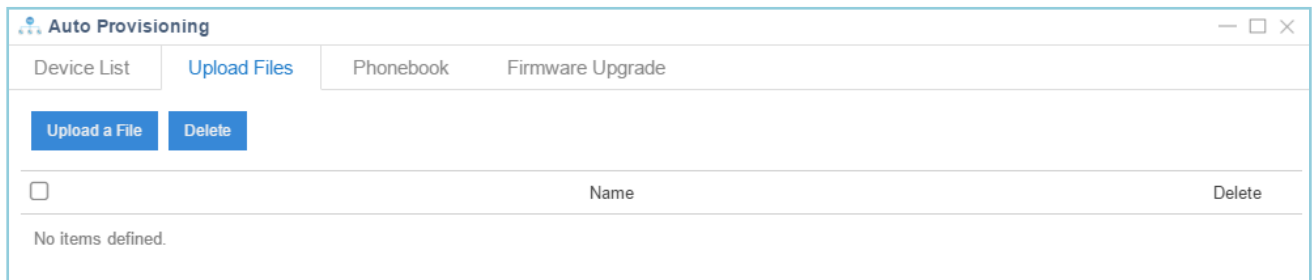 Auto Provisioning
Device List Upload Files Phonebook Firmware Upgrade
Upload a File Delete
Name Delete
No items defined.